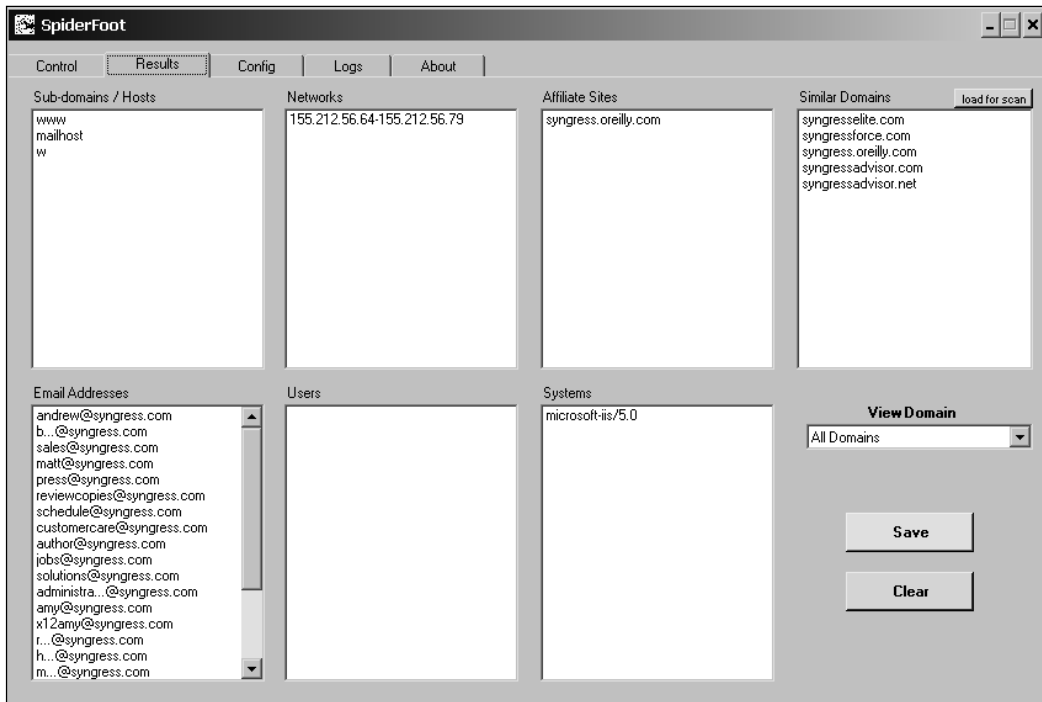 SpiderFoot
Control Results Config Logs About
Sub-domains / Hosts
www
mailhost
w
Networks
155.212.56.64-155.212.56.79
Affiliate Sites
syngress.oreilly.com
Similar Domains
load for scan
syngresselite.com
syngressforce.com
syngress.oreilly.com
syngressadvisor.com
syngressadvisor.net
Email Addresses
andrew@syngress.com
b...@syngress.com
sales@syngress.com
matt@syngress.com
press@syngress.com
reviewcopies@syngress.com
schedule@syngress.com
customercare@syngress.com
author@syngress.com
jobs@syngress.com
solutions@syngress.com
administra...@syngress.com
amy@syngress.com
x12amy@syngress.com
r...@syngress.com
h...@syngress.com
m...@syngress.com
Users
Systems
microsoft-iis/5.0
View Domain
All Domains
Save
Clear